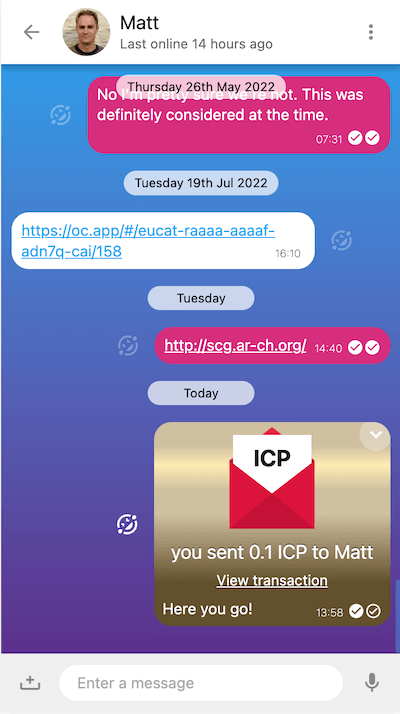 Matt
Last online 14 hours ago
Thursday 26th May 2022
No I'm pretty sure we're not. This was
definitely considered at the time.
07:31
Tuesday 19th Jul 2022
https://oc.app/#/eucat-raaaa-aaaaf-
adn7q-cai/158
16:10
Tuesday
http://scg.ar-ch.org/ 14:40
Today
ICP
you sent 0.1 ICP to Matt
View transaction
Here you go!
13:58
Enter a message